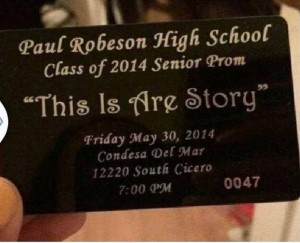 Paul Robeson High School
Class of 2014 Senior Prom
"This Is Are Story"
Friday May 30, 2014
Condesa Del Mar
12220 South Cicero
7:00 PM
0047